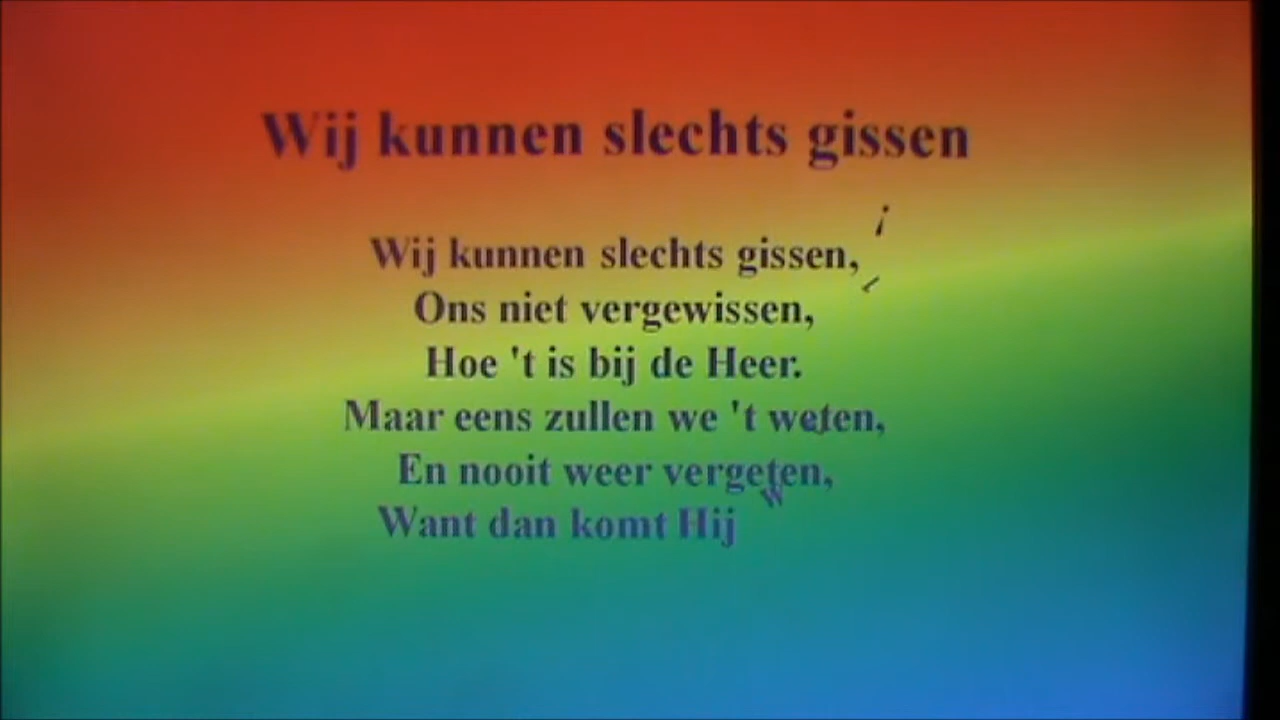 Wij kunnen slechts gissen
Wij kunnen slechts gissen,
Ons niet vergewissen,
Hoe 't is bij de Heer.
Maar eens zullen we 't weten,
En nooit weer vergeten,
Want dan komt Hij